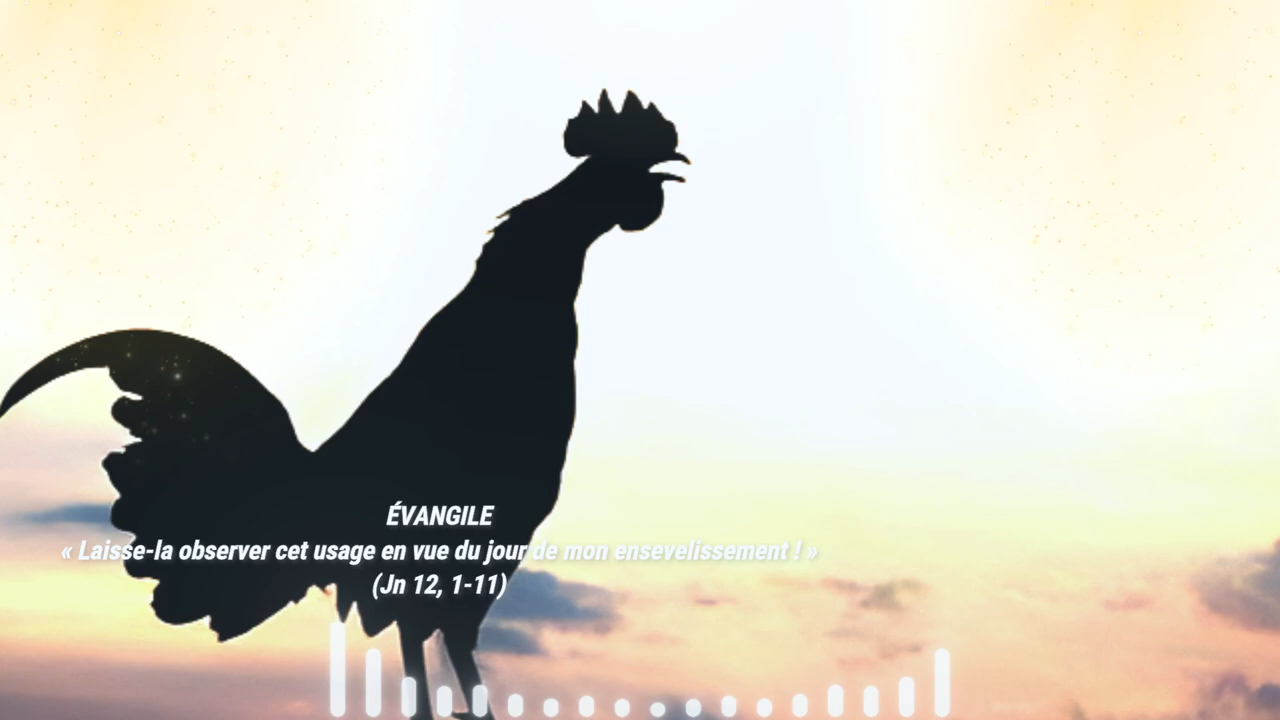 ÉVANGILE
« Laisse-la observer cet usage en vue du jour de mon ensevelissement ! »
(Jn 12, 1-11)